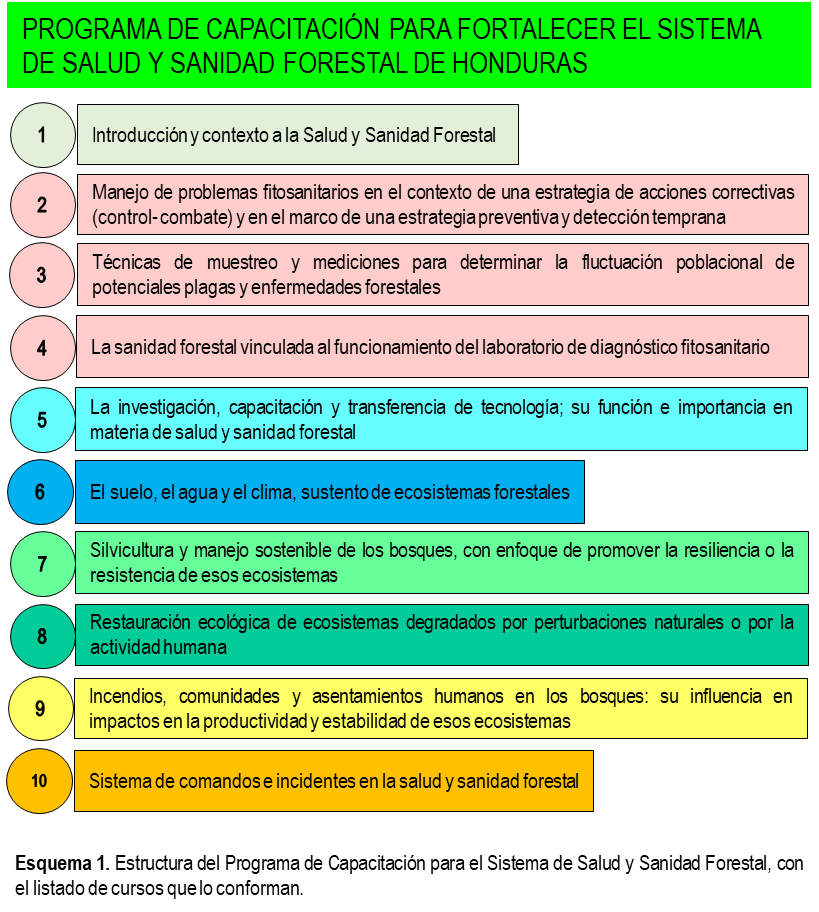 PROGRAMA DE CAPACITACIÓN PARA FORTALECER EL SISTEMA
DE SALUD Y SANIDAD FORESTAL DE HONDURAS
1
Introducción y contexto a la Salud y Sanidad Forestal
2
Manejo de problemas fitosanitarios en el contexto de una estrategia de acciones correctivas
(control- combate) y en el marco de una estrategia preventiva y detección temprana
3
Técnicas de muestreo y mediciones para determinar la fluctuación poblacional de
potenciales plagas y enfermedades forestales
4
La sanidad forestal vinculada al funcionamiento del laboratorio de diagnóstico fitosanitario
5
La investigación, capacitación y transferencia de tecnología; su función e importancia en
materia de salud y sanidad forestal
6
El suelo, el agua y el clima, sustento de ecosistemas forestales
7
Silvicultura y manejo sostenible de los bosques, con enfoque de promover la resiliencia o la
resistencia de esos ecosistemas
8
Restauración ecológica de ecosistemas degradados por perturbaciones naturales o por la
actividad humana
9
Incendios, comunidades y asentamientos humanos en los bosques: su influencia en
impactos en la productividad y estabilidad de esos ecosistemas
10
Sistema de comandos e incidentes en la salud y sanidad forestal
Esquema 1. Estructura del Programa de Capacitación para el Sistema de Salud y Sanidad Forestal, con
el listado de cursos que lo conforman.